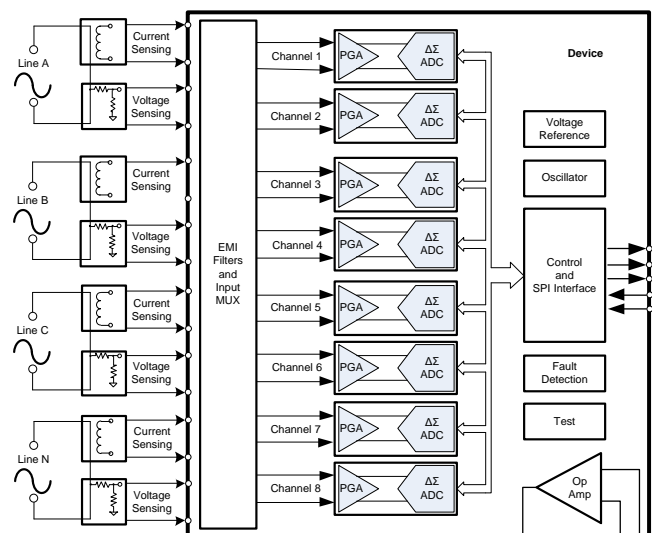 Line A
Current
Sensing
Voltage
Sensing
Line B
Current
Sensing
Voltage
Sensing
Line C
Current
Sensing
Voltage
Sensing
Line N
Current
Sensing
Voltage
Sensing
EMI
Filters
and
Input
MUX
Channel 1
PGA
ΔΣ
ADC
Channel 2
PGA
ΔΣ
ADC
Channel 3
PGA
ΔΣ
ADC
Channel 4
PGA
ΔΣ
ADC
Channel 5
PGA
ΔΣ
ADC
Channel 6
PGA
ΔΣ
ADC
Channel 7
PGA
ΔΣ
ADC
Channel 8
PGA
ΔΣ
ADC
Device
Voltage
Reference
Oscillator
Control
and
SPI Interface
Fault
Detection
Test
Op
Amp